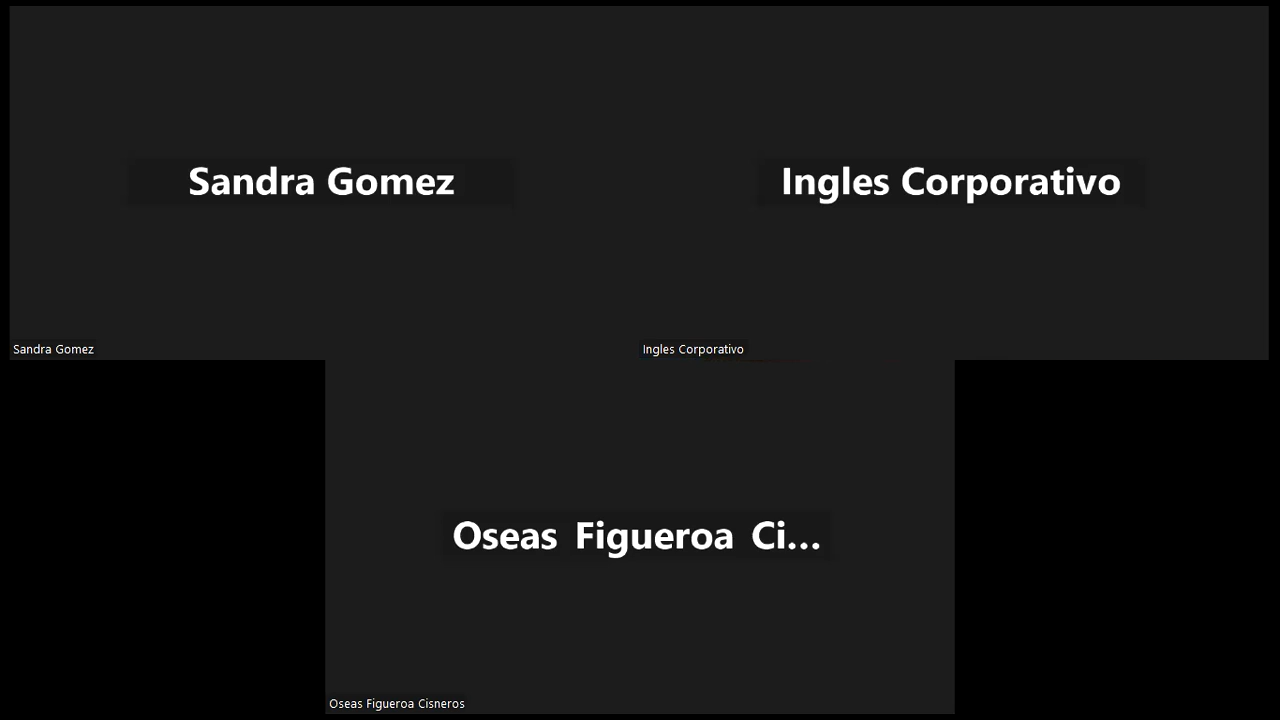 Sandra Gomez
Ingles Corporativo
Sandra Gomez
Ingles Corporativo
Oseas Figueroa Ci...
Oseas Figueroa Cisneros